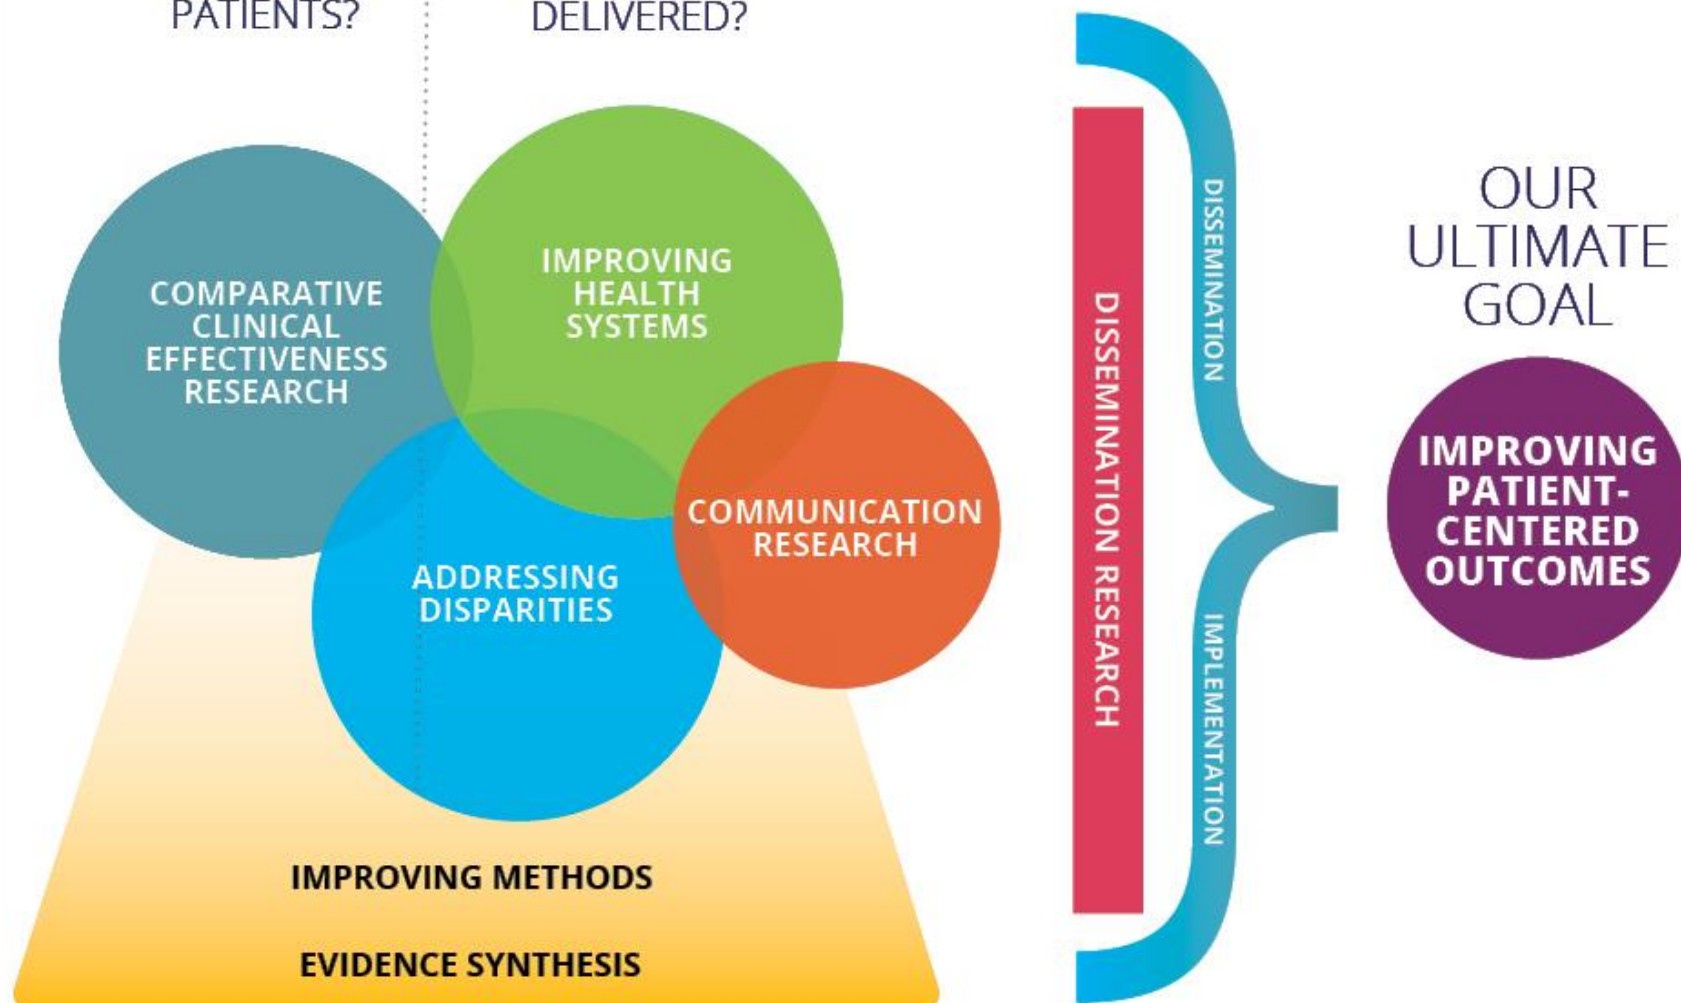 PATIENTS?
DELIVERED?
COMPARATIVE
CLINICAL
EFFECTIVENESS
RESEARCH
IMPROVING
HEALTH
SYSTEMS
ADDRESSING
DISPARITIES
COMMUNICATION
RESEARCH
IMPROVING METHODS
EVIDENCE SYNTHESIS
DISSEMINATION RESEARCH
DISSEMINATION
IMPLEMENTATION
OUR
ULTIMATE
GOAL
IMPROVING
PATIENT-
CENTERED
OUTCOMES